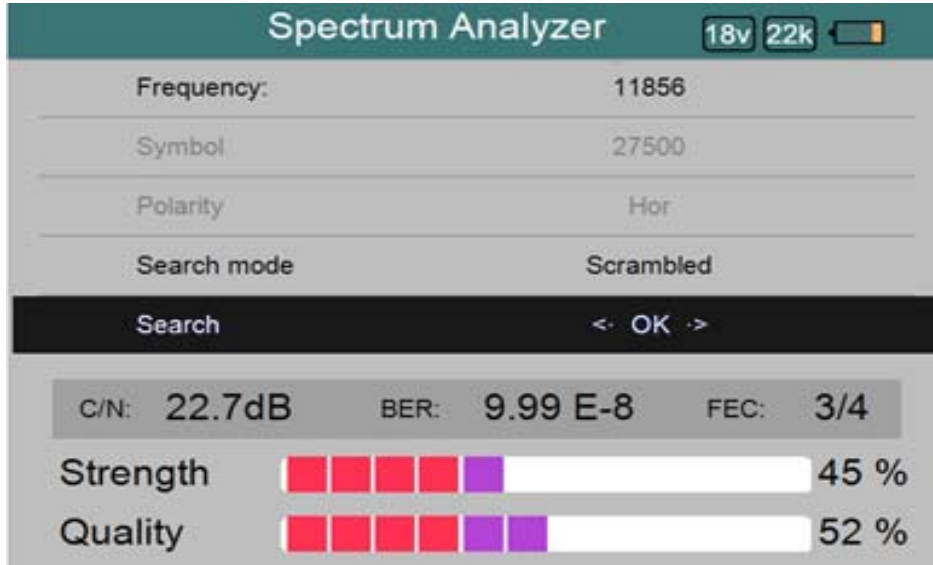 Spectrum Analyzer 18v 22k
Frequency: 11856
Symbol 27500
Polarity Hor
Search mode Scrambled
Search <· OK ·>
C/N: 22.7dB BER: 9.99 E-8 FEC: 3/4
Strength 45 %
Quality 52 %